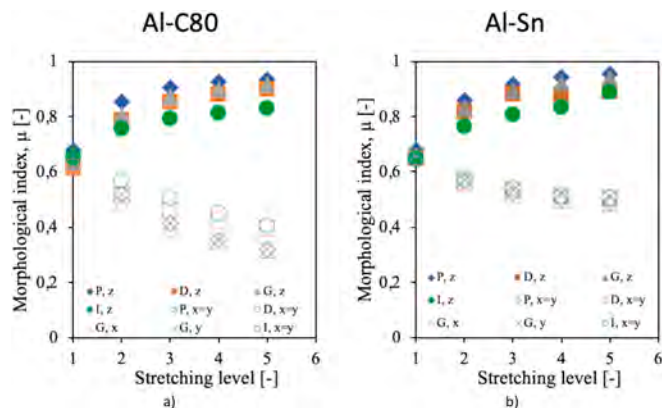 Al-C80
Al-Sn
Morphological index, μ [-]
1
0,8
0,6
0,4
0,2
0
P, z
D, z
G, z
I, z
P, x=y
D, x=y
G, x
G, y
I, x=y
1 2 3 4 5 6
Stretching level [-]
a)
Morphological index, μ [-]
1
0,8
0,6
0,4
0,2
0
P, z
D, z
G, z
I, z
P, x=y
D, x=y
G, x
G, y
I, x=y
1 2 3 4 5 6
Stretching level [-]
b)